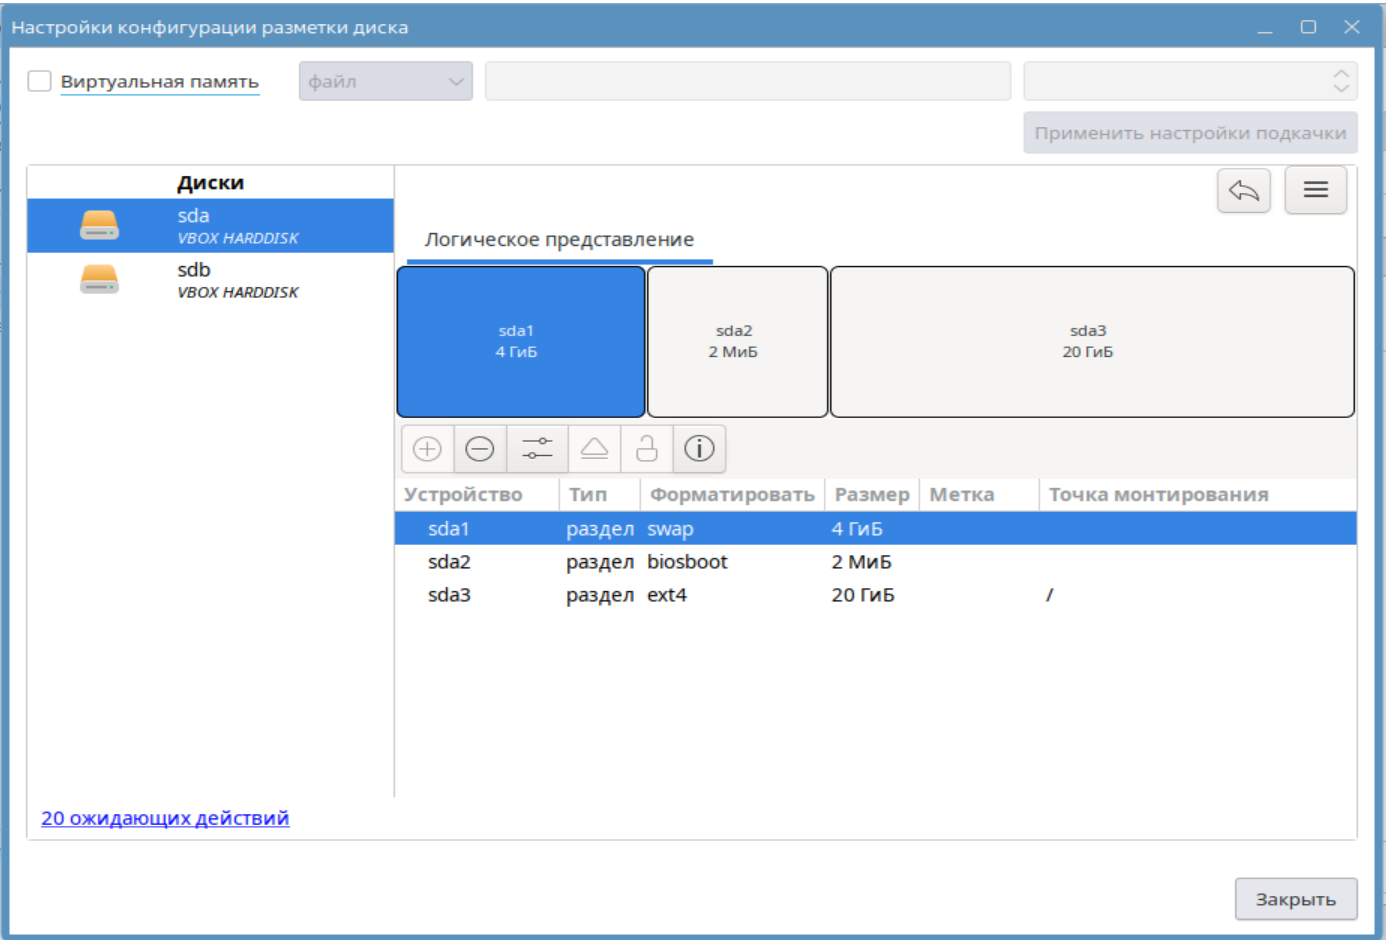 Настройки конфигурации разметки диска
Виртуальная память файл
Применить настройки подкачки
Диски
sda
VBOX HARDDISK
sdb
VBOX HARDDISK
Логическое представление
sda1
4 ГиБ
sda2
2 МиБ
sda3
20 ГиБ
Устройство Тип Форматировать Размер Метка Точка монтирования
sda1 раздел swap 4 ГиБ
sda2 раздел biosboot 2 МиБ
sda3 раздел ext4 20 ГиБ /
20 ожидающих действий
Закрыть